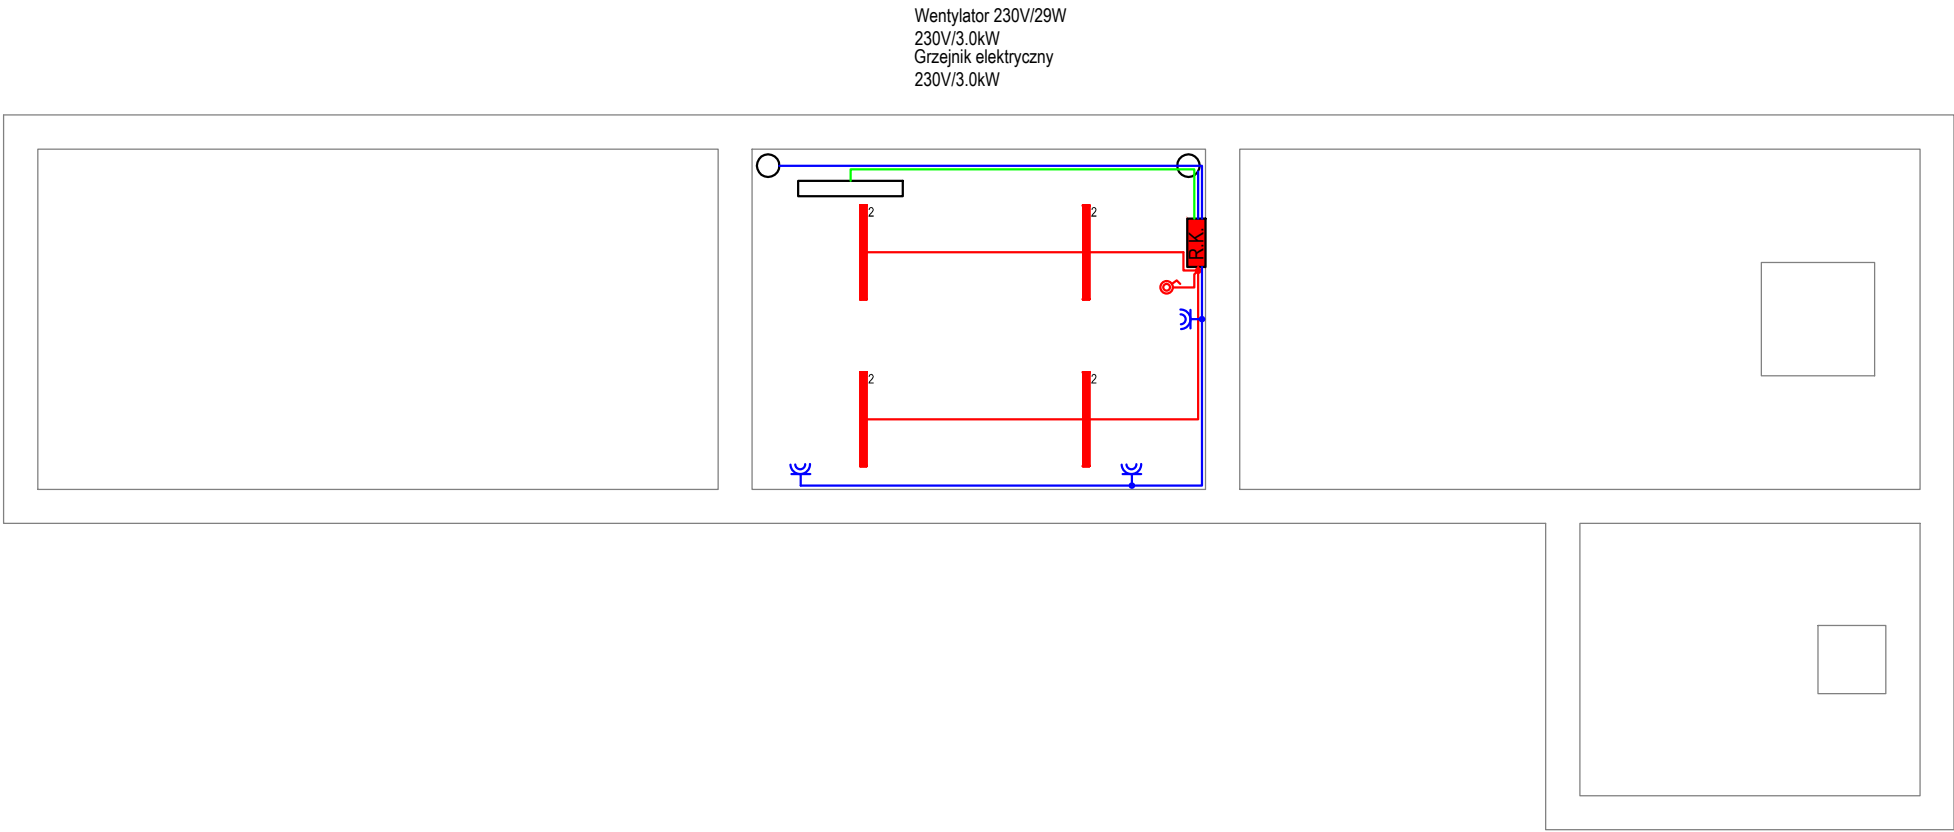 Wentylator 230V/29W
230V/3.0kW
Grzejnik elektryczny
230V/3.0kW
2
2
R.K.
2
2